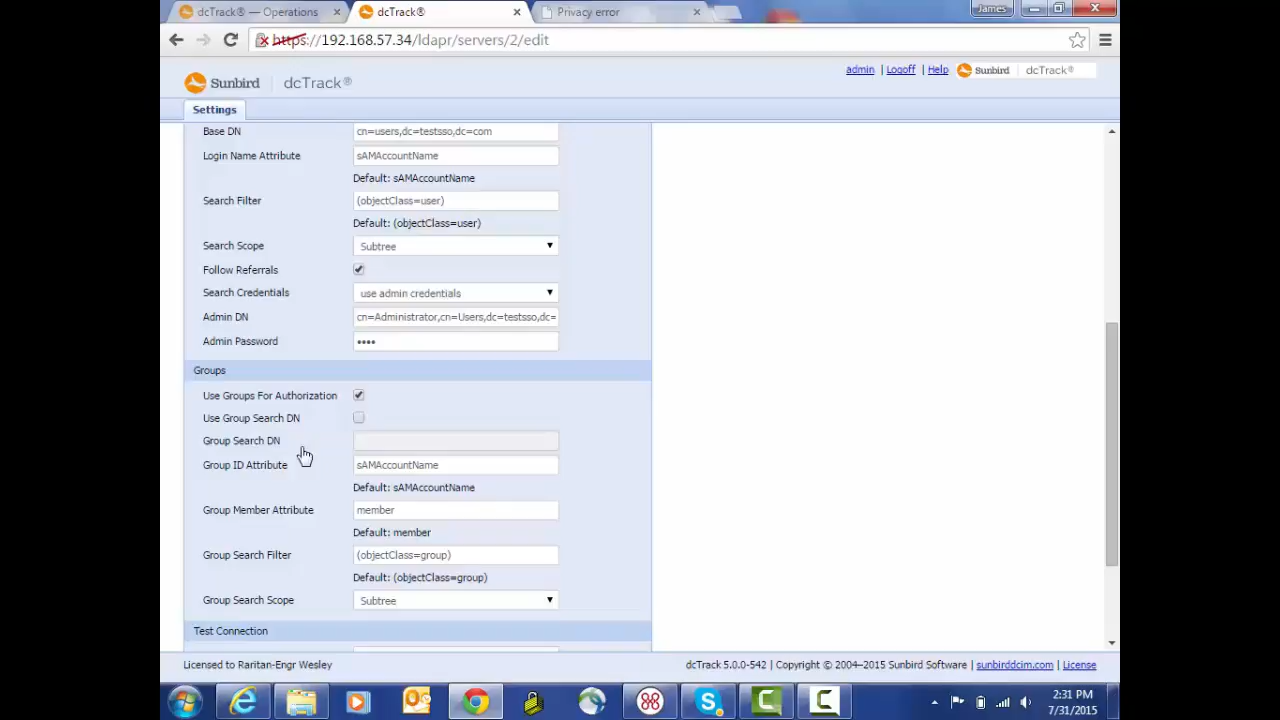 dcTrack® — Operations
dcTrack®
Privacy error
James
https://192.168.57.34/ldapr/servers/2/edit
Sunbird dcTrack®
admin | Logoff | Help Sunbird dcTrack®
Settings
Base DN cn=users,dc=testsso,dc=com
Login Name Attribute sAMAccountName
Default: sAMAccountName
Search Filter (objectClass=user)
Default: (objectClass=user)
Search Scope Subtree
Follow Referrals
Search Credentials use admin credentials
Admin DN cn=Administrator,cn=Users,dc=testsso,dc=
Admin Password ••••
Groups
Use Groups For Authorization
Use Group Search DN
Group Search DN
Group ID Attribute sAMAccountName
Default: sAMAccountName
Group Member Attribute member
Default: member
Group Search Filter (objectClass=group)
Default: (objectClass=group)
Group Search Scope Subtree
Test Connection
Licensed to Raritan-Engr Wesley dcTrack 5.0.0-542 | Copyright © 2004–2015 Sunbird Software | sunbirddcim.com | License
2:31 PM
7/31/2015